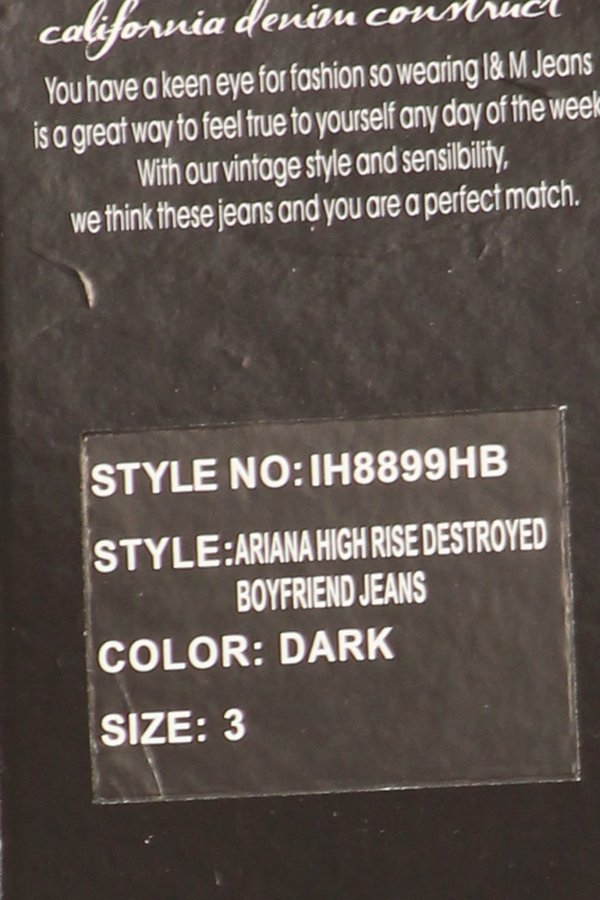 california denim construct
You have a keen eye for fashion so wearing I& M Jeans
is a great way to feel true to yourself any day of the week
With our vintage style and sensilbility,
we think these jeans and you are a perfect match.
STYLE NO: IH8899HB
STYLE: ARIANA HIGH RISE DESTROYED
BOYFRIEND JEANS
COLOR: DARK
SIZE: 3